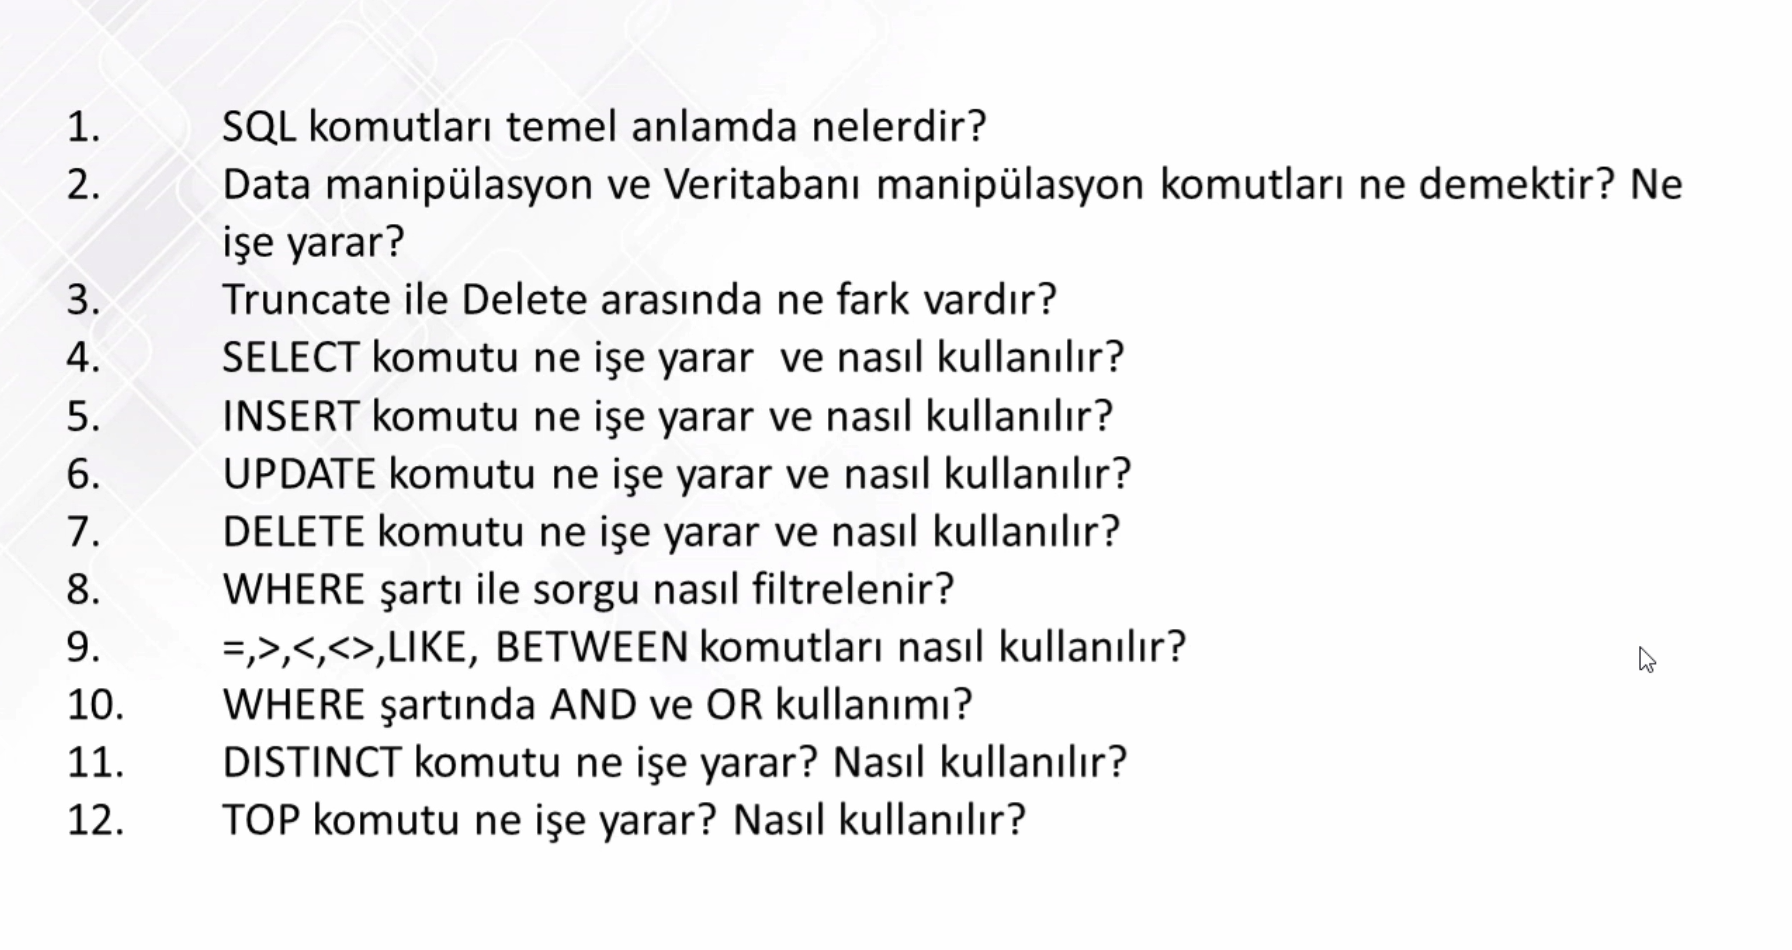 1. SQL komutları temel anlamda nelerdir?
2. Data manipülasyon ve Veritabanı manipülasyon komutları ne demektir? Ne
işe yarar?
3. Truncate ile Delete arasında ne fark vardır?
4. SELECT komutu ne işe yarar  ve nasıl kullanılır?
5. INSERT komutu ne işe yarar ve nasıl kullanılır?
6. UPDATE komutu ne işe yarar ve nasıl kullanılır?
7. DELETE komutu ne işe yarar ve nasıl kullanılır?
8. WHERE şartı ile sorgu nasıl filtrelenir?
9. =,>,<,<>,LIKE, BETWEEN komutları nasıl kullanılır?
10. WHERE şartında AND ve OR kullanımı?
11. DISTINCT komutu ne işe yarar? Nasıl kullanılır?
12. TOP komutu ne işe yarar? Nasıl kullanılır?